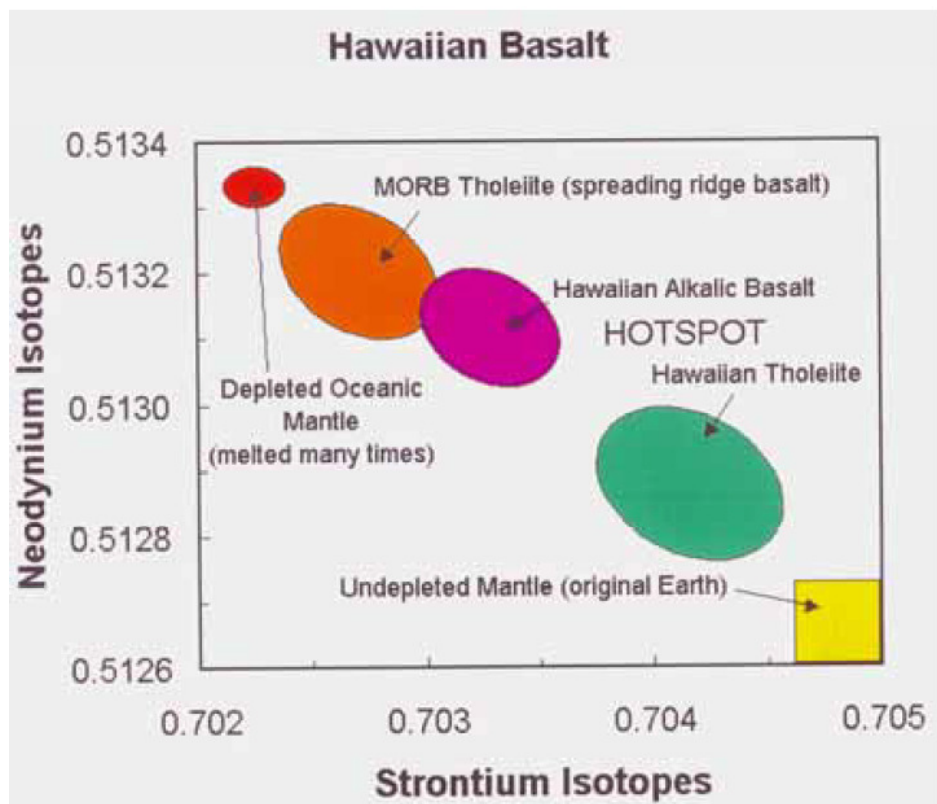 Hawaiian Basalt
0.5134
MORB Tholeiite (spreading ridge basalt)
0.5132
Hawaiian Alkalic Basalt
HOTSPOT
Hawaiian Tholeiite
Depleted Oceanic
Mantle
(melted many times)
0.5130
0.5128
Undepleted Mantle (original Earth)
0.5126
0.702
0.703
0.704
0.705
Neodynium Isotopes
Strontium Isotopes